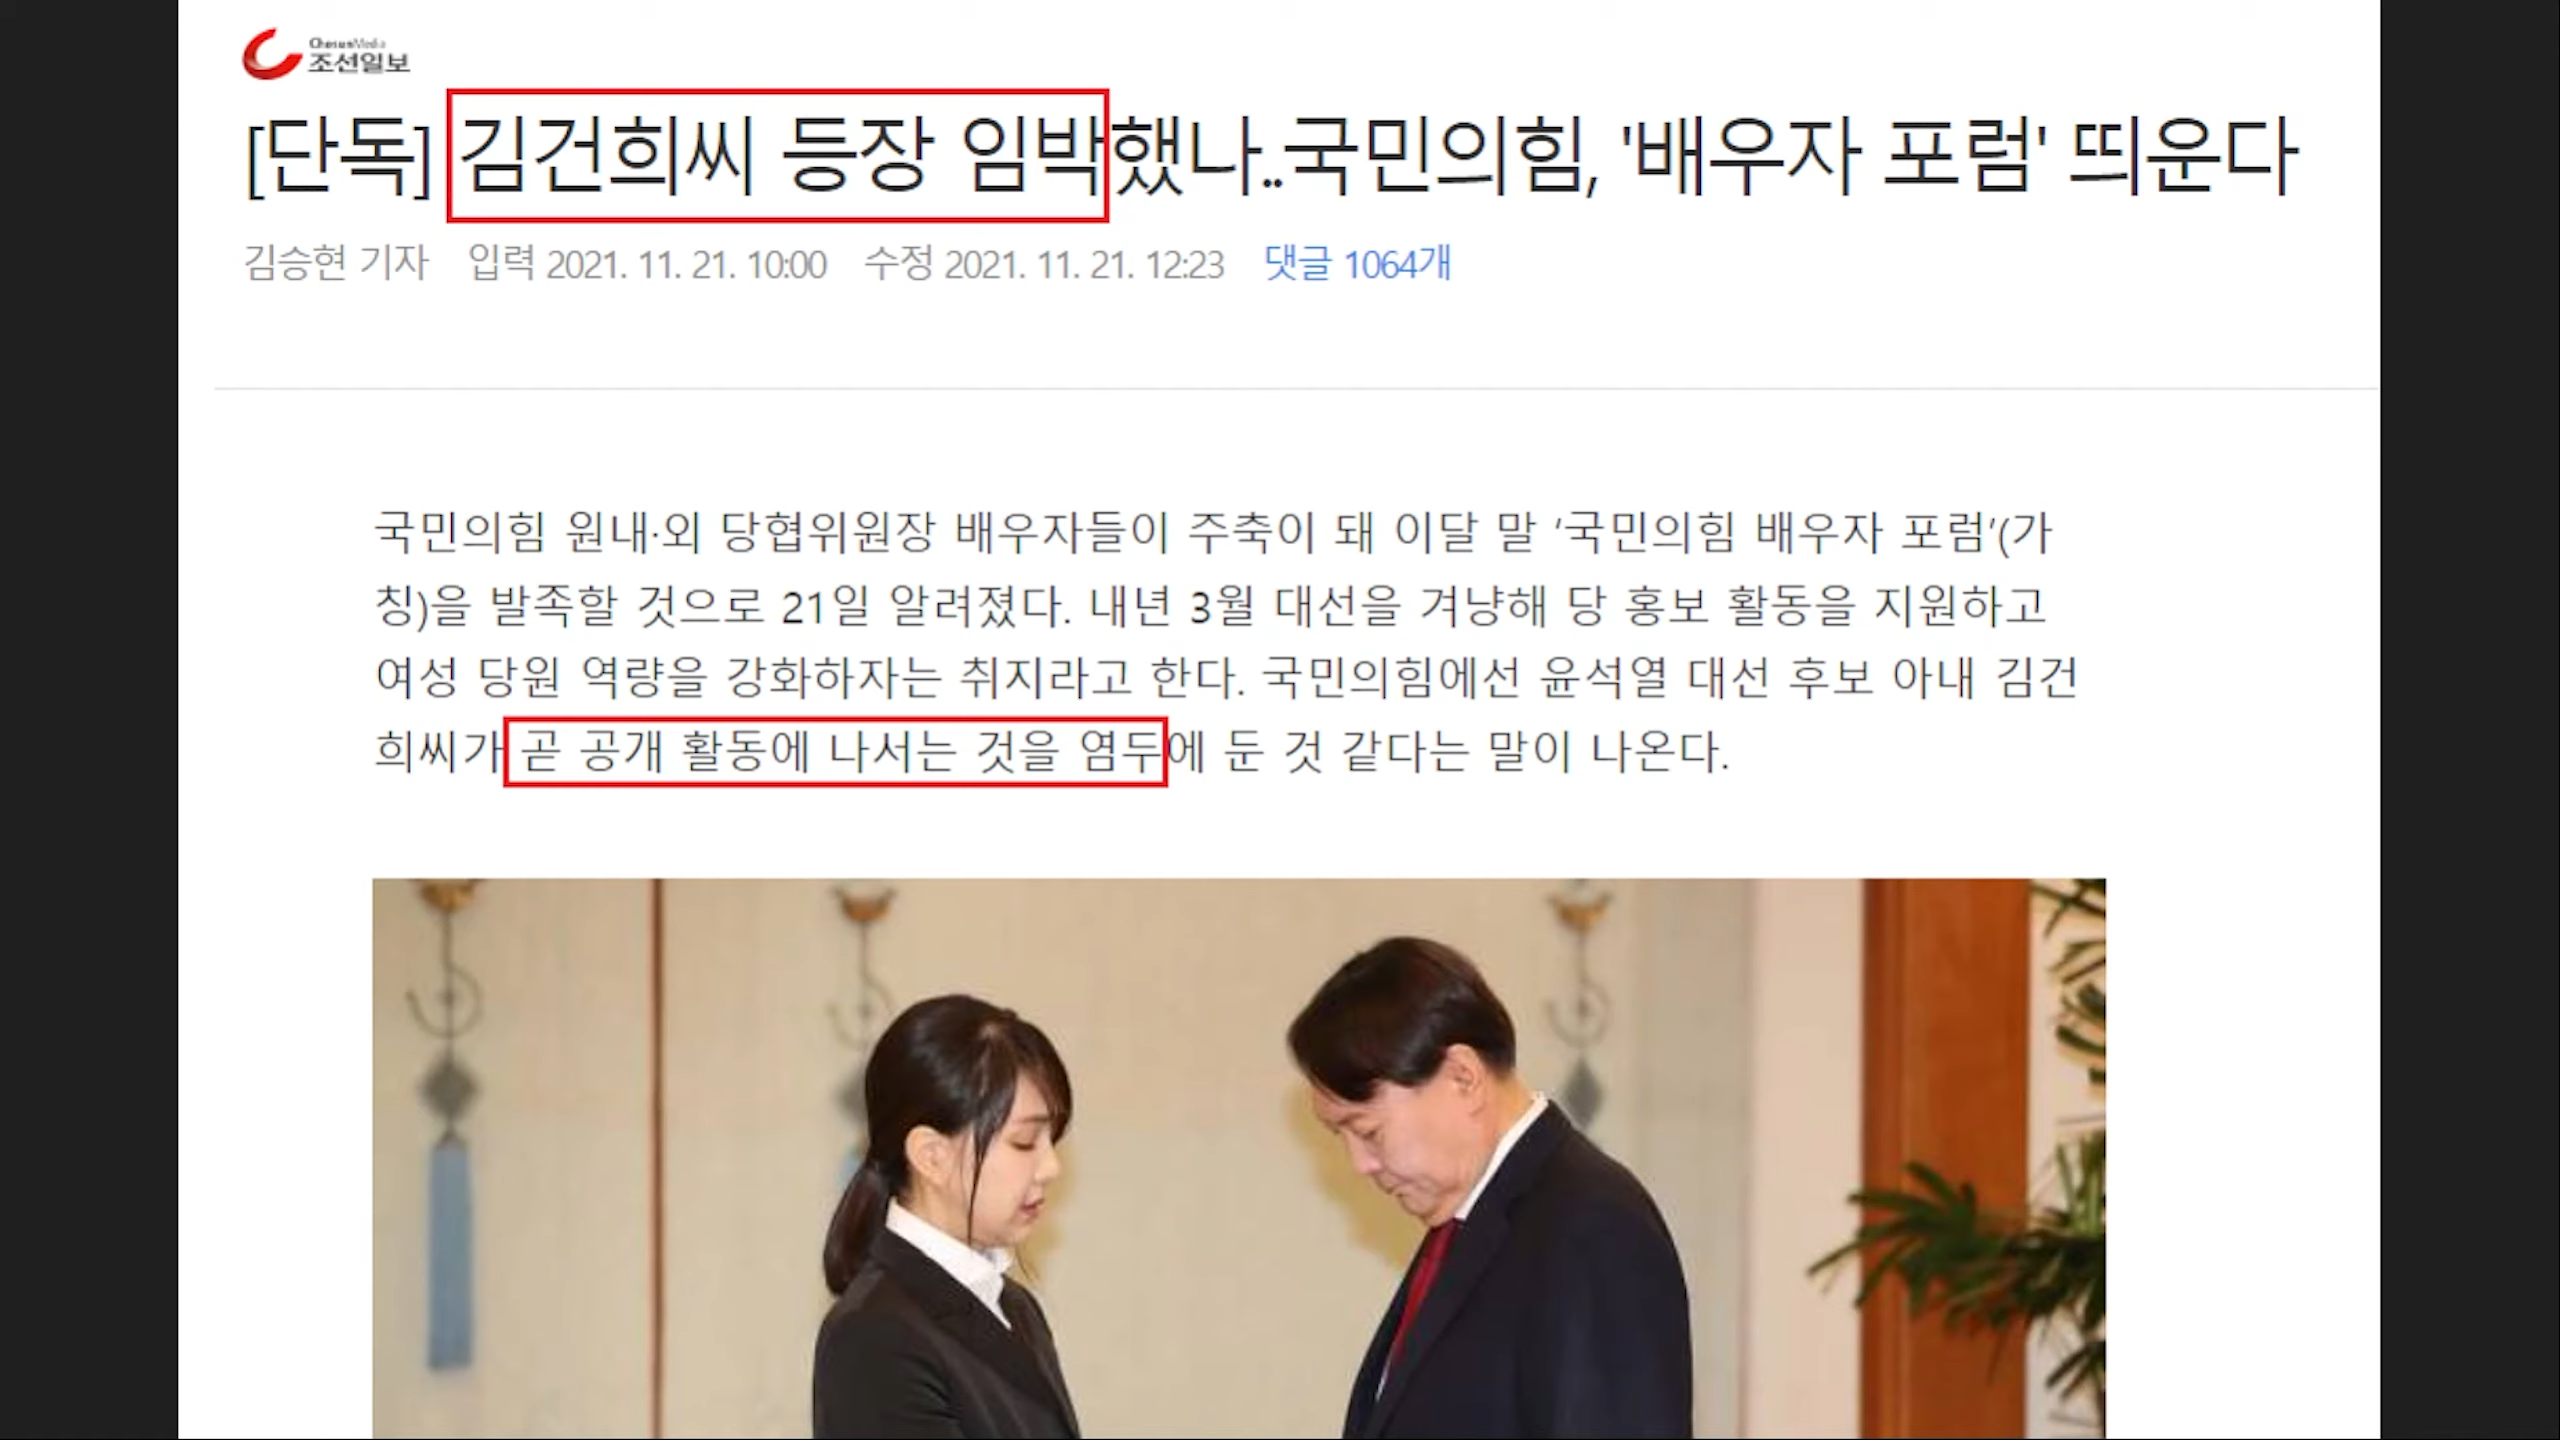 ChosunMedia
조선일보
[단독] 김건희씨 등장 임박했나..국민의힘, '배우자 포럼' 띄운다
김승현 기자 입력 2021. 11. 21. 10:00 수정 2021. 11. 21. 12:23 댓글 1064개
국민의힘 원내·외 당협위원장 배우자들이 주축이 돼 이달 말 ‘국민의힘 배우자 포럼’(가
칭)을 발족할 것으로 21일 알려졌다. 내년 3월 대선을 겨냥해 당 홍보 활동을 지원하고
여성 당원 역량을 강화하자는 취지라고 한다. 국민의힘에선 윤석열 대선 후보 아내 김건
희씨가 곧 공개 활동에 나서는 것을 염두에 둔 것 같다는 말이 나온다.